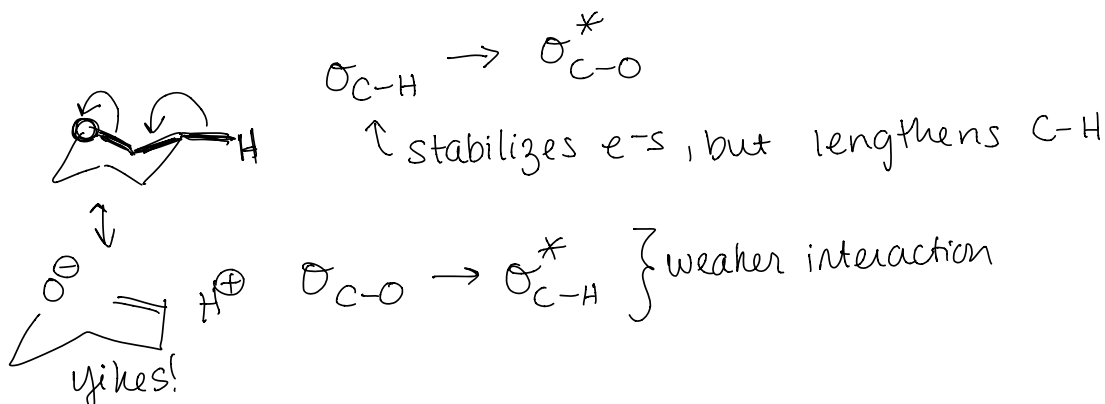 σC-H → σ*C-O
O H
↑ stabilizes e-s, but lengthens C-H
O⊖ H⊕ σC-O → σ*C-H } weaker interaction
yikes!